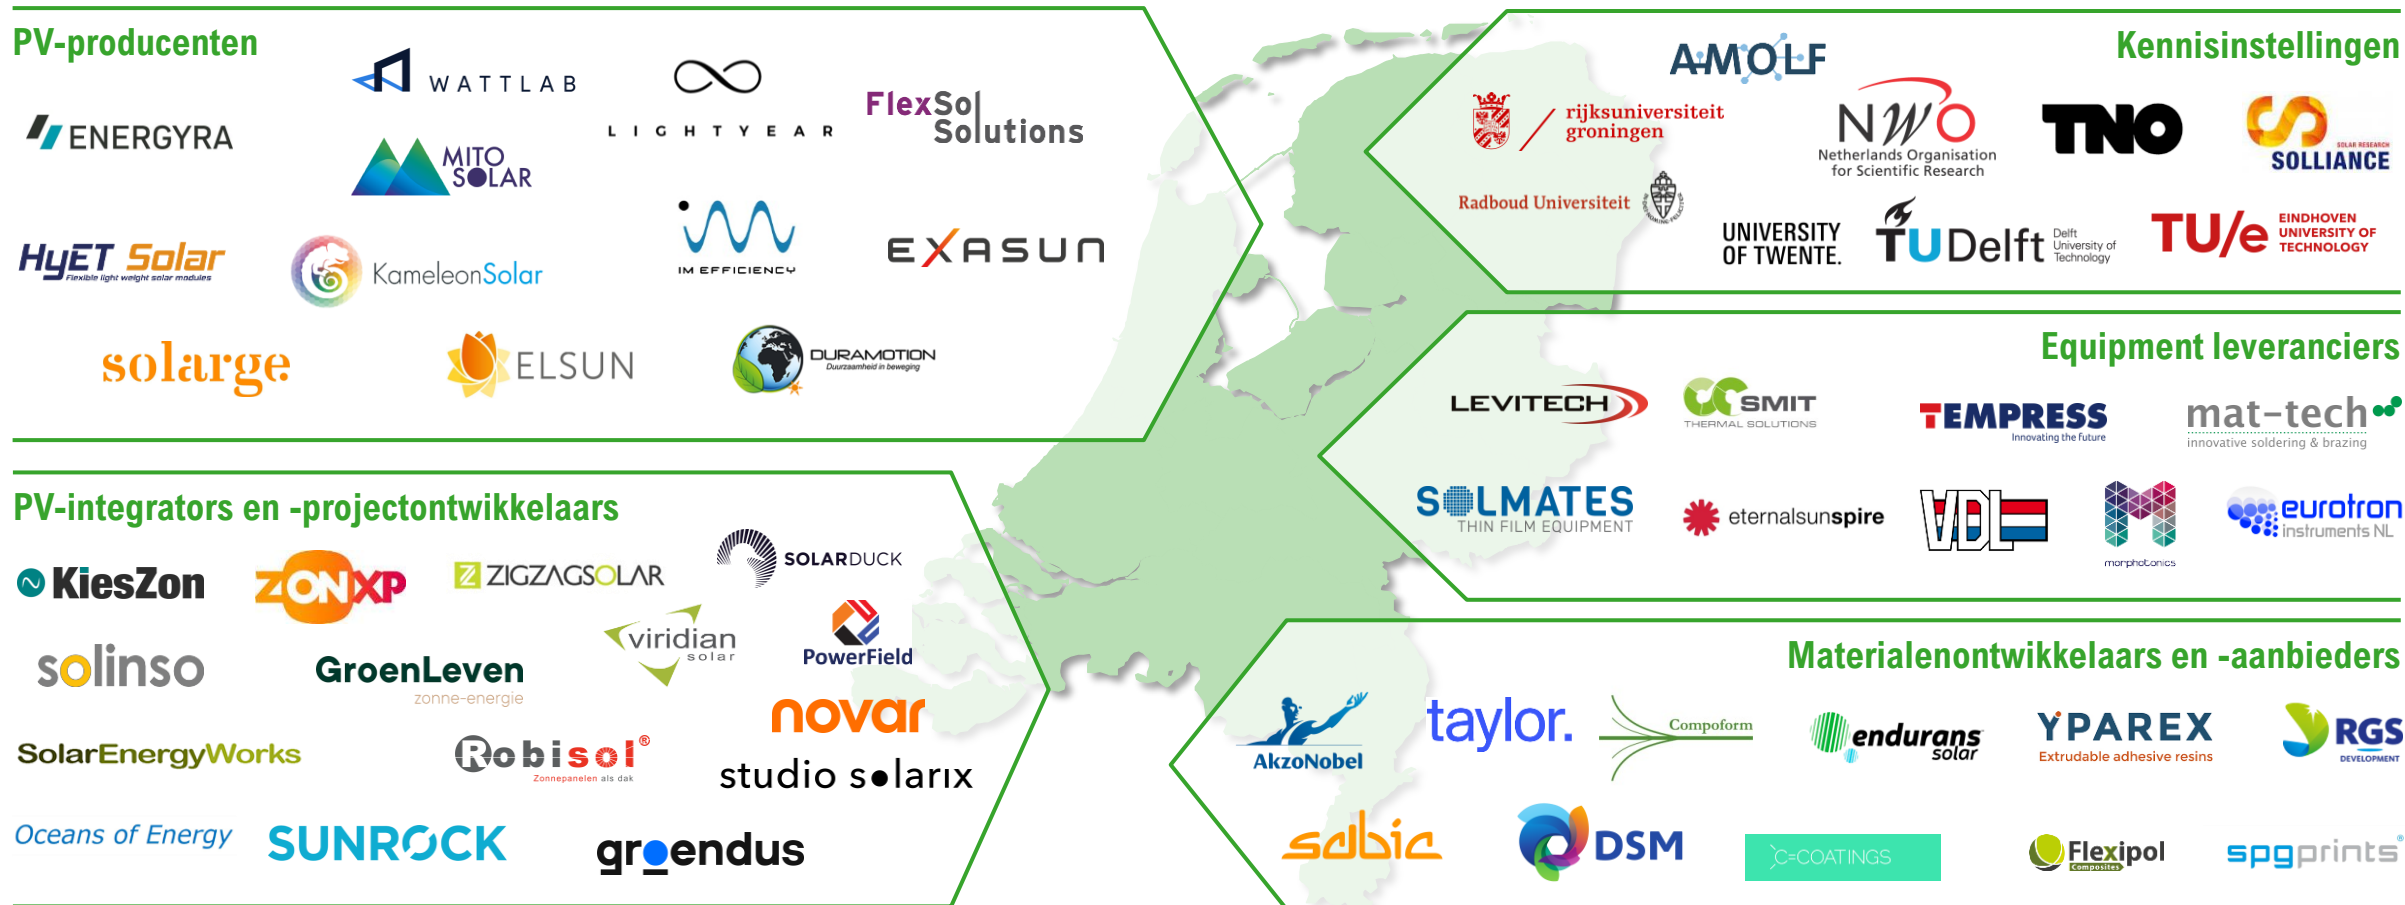 PV-producenten
WATTLAB
LIGHTYEAR
FlexSol
Solutions
ENERGYRA
MITO
SOLAR
HyET Solar
Flexible light weight solar modules
KameleonSolar
IM EFFICIENCY
EXASUN
solarge
ELSUN
DURAMOTION
Duurzaamheid in beweging
Kennisinstellingen
AMOLF
rijksuniversiteit
groningen
NWO
Netherlands Organisation
for Scientific Research
TNO
SOLAR RESEARCH
SOLLIANCE
Radboud Universiteit
UNIVERSITY
OF TWENTE.
TU Delft
Delft
University of
Technology
TU/e
EINDHOVEN
UNIVERSITY OF
TECHNOLOGY
Equipment leveranciers
LEVITECH
SMIT
THERMAL SOLUTIONS
TEMPRESS
Innovating the future
mat-tech
innovative soldering & brazing
SOLMATES
THIN FILM EQUIPMENT
eternalsunspire
VDL
morphotonics
eurotron
instruments NL
PV-integrators en -projectontwikkelaars
KiesZon
ZONXP
ZIGZAGSOLAR
SOLARDUCK
solinso
GroenLeven
zonne-energie
viridian
solar
PowerField
SolarEnergyWorks
Robisol®
Zonnepanelen als dak
novar
studio solarix
Oceans of Energy
SUNROCK
groendus
Materialenontwikkelaars en -aanbieders
AkzoNobel
taylor.
Compoform
endurans
solar
YPAREX
Extrudable adhesive resins
RGS
DEVELOPMENT
sabic
DSM
C=COATINGS
Flexipol
Composites
spgprints®